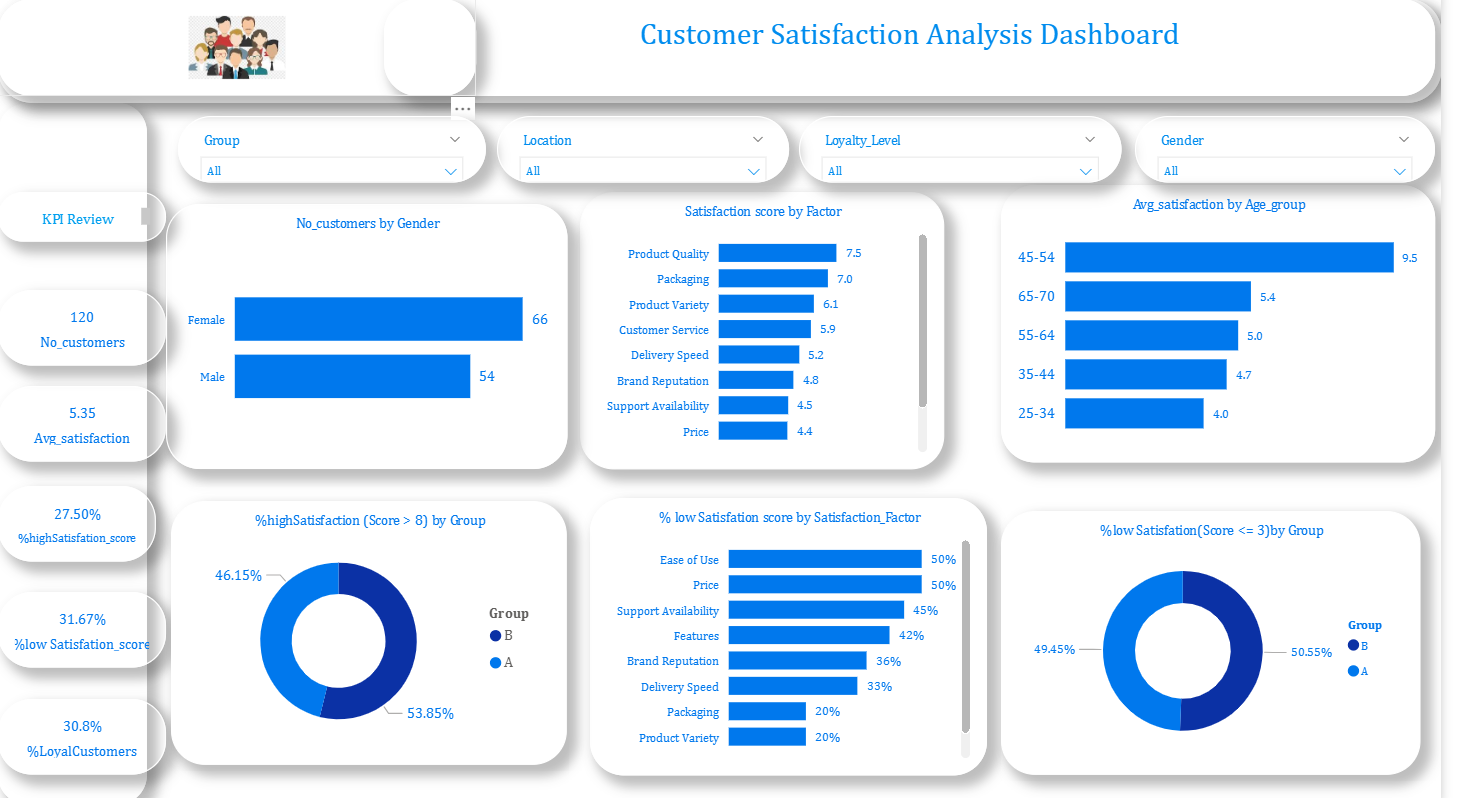 Customer Satisfaction Analysis Dashboard
...
Group
All
Location
All
Loyalty_Level
All
Gender
All
KPI Review
120
No_customers
5.35
Avg_satisfaction
27.50%
%highSatisfation_score
31.67%
%low Satisfation_score
30.8%
%LoyalCustomers
No_customers by Gender
Female 66
Male 54
Satisfaction score by Factor
Product Quality 7.5
Packaging 7.0
Product Variety 6.1
Customer Service 5.9
Delivery Speed 5.2
Brand Reputation 4.8
Support Availability 4.5
Price 4.4
Avg_satisfaction by Age_group
45-54 9.5
65-70 5.4
55-64 5.0
35-44 4.7
25-34 4.0
%highSatisfaction (Score > 8) by Group
46.15%
53.85%
Group
B
A
% low Satisfation score by Satisfaction_Factor
Ease of Use 50%
Price 50%
Support Availability 45%
Features 42%
Brand Reputation 36%
Delivery Speed 33%
Packaging 20%
Product Variety 20%
%low Satisfation(Score <= 3)by Group
49.45%
50.55%
Group
B
A